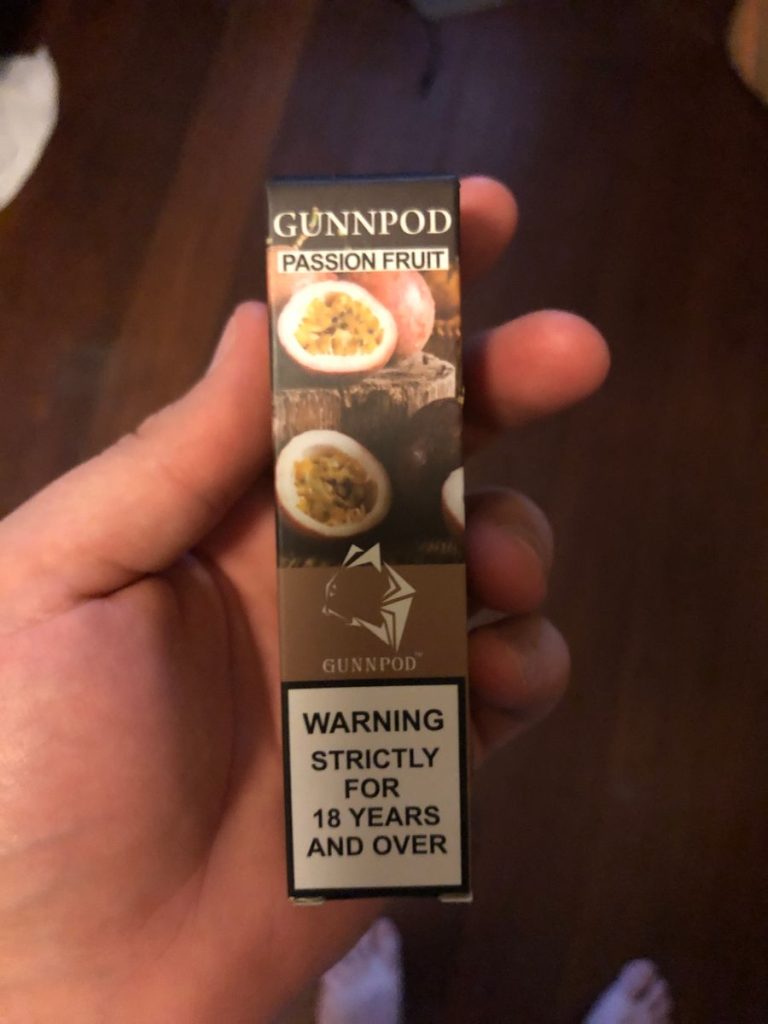 GUNNPOD
PASSION FRUIT
GUNNPOD™
WARNING
STRICTLY
FOR
18 YEARS
AND OVER